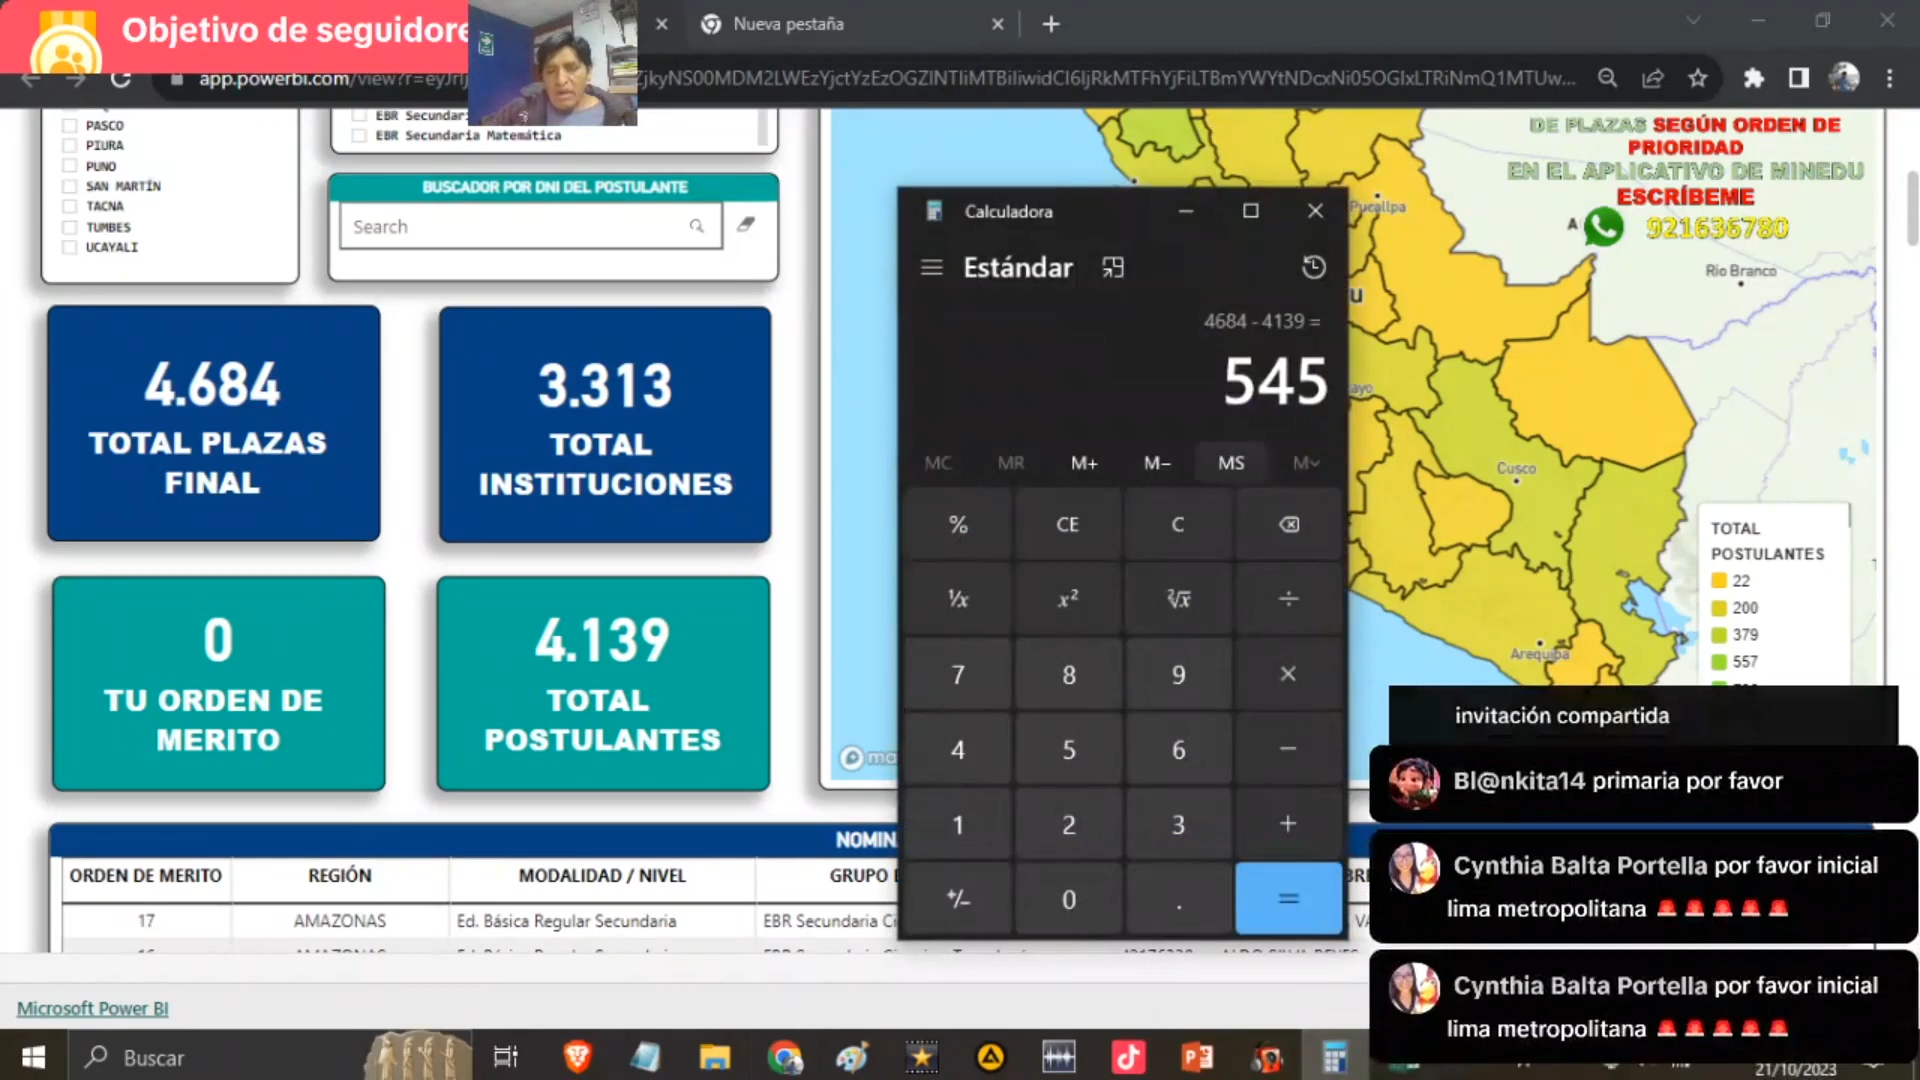 Objetivo de seguidore
Nueva pestaña
app.powerbi.com
PASCO
PIURA
PUNO
SAN MARTÍN
TACNA
TUMBES
UCAYALI
EBR Secundaria Matemática
BUSCADOR POR DNI DEL POSTULANTE
Search
4.684
TOTAL PLAZAS
FINAL
3.313
TOTAL
INSTITUCIONES
0
TU ORDEN DE
MERITO
4.139
TOTAL
POSTULANTES
DE PLAZAS SEGÚN ORDEN DE
PRIORIDAD
EN EL APLICATIVO DE MINEDU
ESCRÍBEME
921636780
Pucallpa
Rio Branco
Cusco
Arequipa
TOTAL
POSTULANTES
22
200
379
557
Calculadora
Estándar
4684 - 4139 =
545
MC MR M+ M- MS M
% CE C
⅟x x² ²√x ÷
7 8 9 ×
4 5 6 −
1 2 3 +
+/- 0 . =
invitación compartida
Bl@nkita14 primaria por favor
Cynthia Balta Portella por favor inicial
lima metropolitana 🚨🚨🚨🚨🚨
Cynthia Balta Portella por favor inicial
lima metropolitana 🚨🚨🚨🚨🚨
NOMIN
ORDEN DE MERITO REGIÓN MODALIDAD / NIVEL GRUPO
17 AMAZONAS Ed. Básica Regular Secundaria EBR Secundaria
Microsoft Power BI
Buscar
21/10/2023